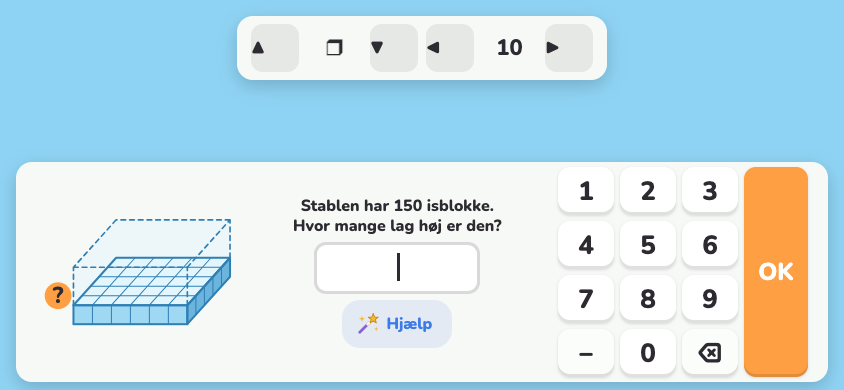 10
Stablen har 150 isblokke.
Hvor mange lag høj er den?
?
Hjælp
1 2 3
4 5 6
7 8 9
– 0
OK